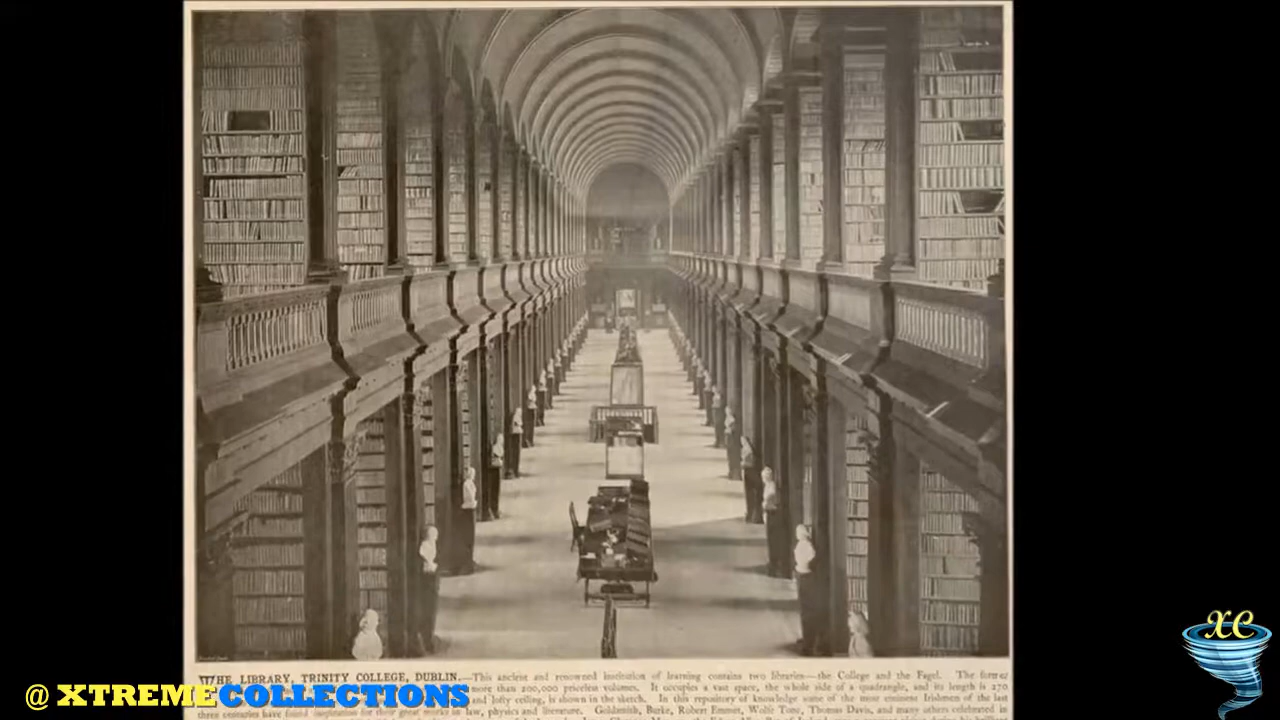 THE LIBRARY, TRINITY COLLEGE, DUBLIN.—This ancient and renowned institution of learning contains two libraries—the College and the Fagel. The former
more than 200,000 priceless volumes. It occupies a vast space, the whole side of a quadrangle, and its length is 270
and lofty ceiling, is shown in the sketch. In this repository of knowledge some of the most eminent Irishmen of the last
three centuries have found inspiration for their great works in law, physics and literature. Goldsmith, Burke, Robert Emmet, Wolfe Tone, Thomas Davis, and many others celebrated in
@ XTREMECOLLECTIONS
XC